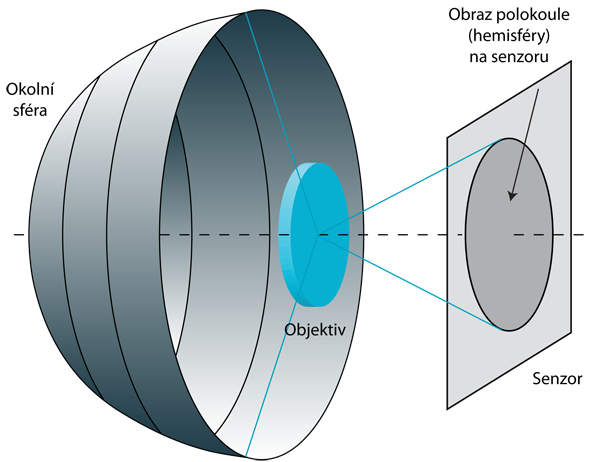 Obraz polokoule
(hemisféry)
na senzoru
Okolní
sféra
Objektiv
Senzor